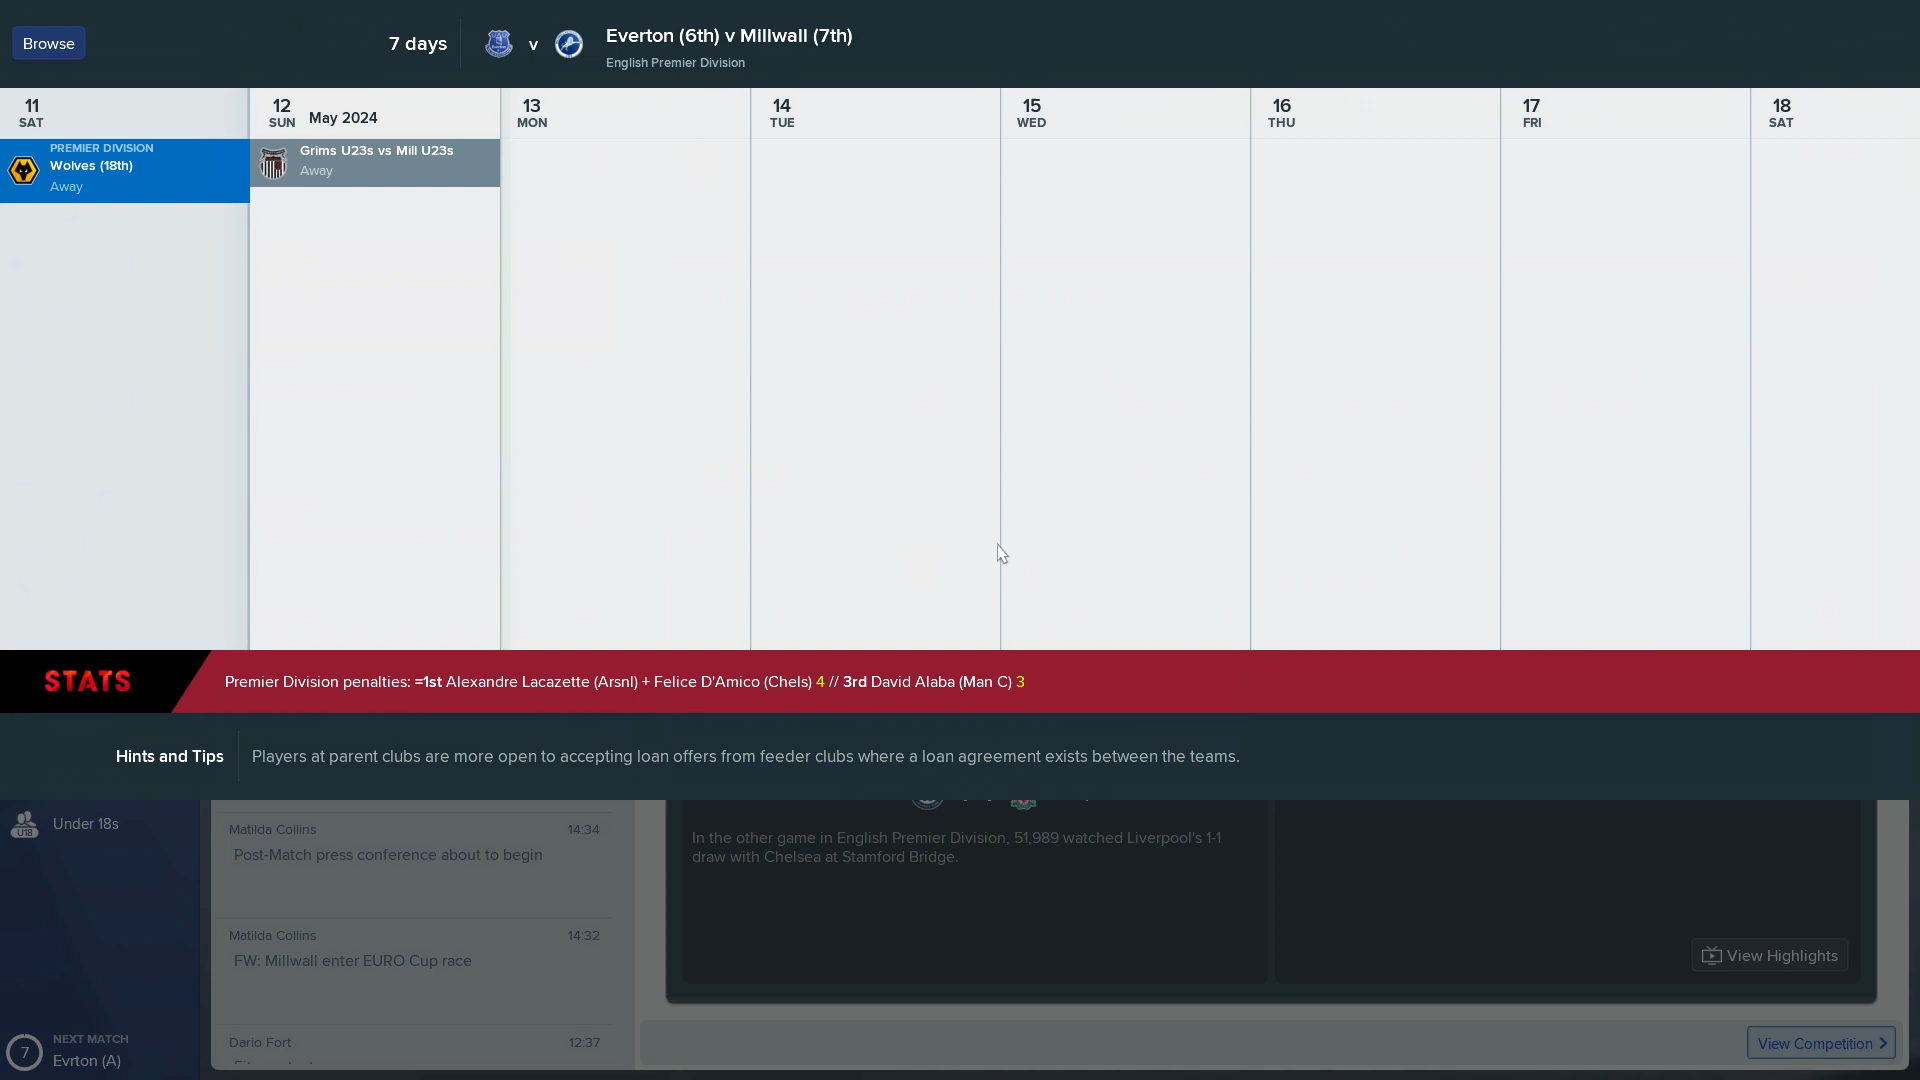 Browse
7 days
v
Everton (6th) v Millwall (7th)
English Premier Division
11
SAT
12
SUN
May 2024
13
MON
14
TUE
15
WED
16
THU
17
FRI
18
SAT
PREMIER DIVISION
Wolves (18th)
Away
Grims U23s vs Mill U23s
Away
STATS
Premier Division penalties: =1st Alexandre Lacazette (Arsnl) + Felice D'Amico (Chels) 4 // 3rd David Alaba (Man C) 3
Hints and Tips
Players at parent clubs are more open to accepting loan offers from feeder clubs where a loan agreement exists between the teams.
U18
Under 18s
Matilda Collins 14:34
Post-Match press conference about to begin
Matilda Collins 14:32
FW: Millwall enter EURO Cup race
Dario Fort 12:37
In the other game in English Premier Division, 51,989 watched Liverpool's 1-1
draw with Chelsea at Stamford Bridge.
View Highlights
View Competition
7
NEXT MATCH
Evrton (A)